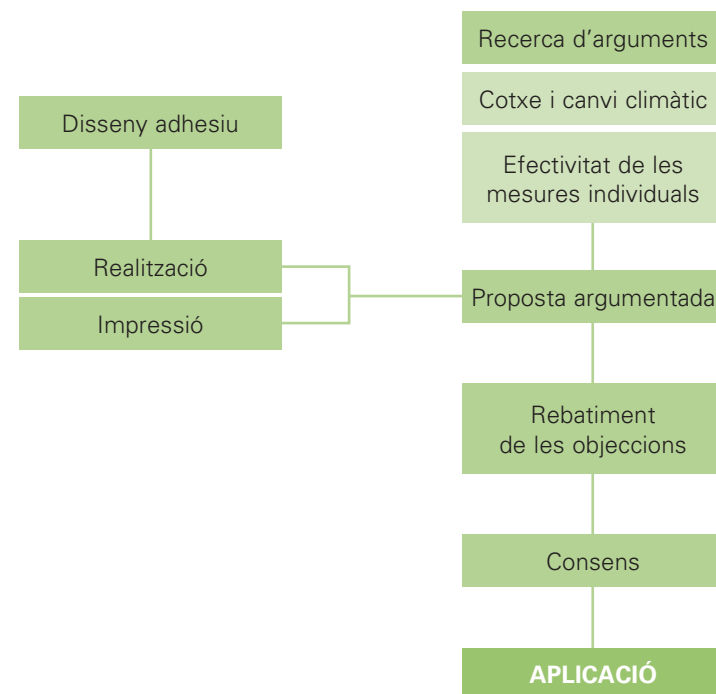 Recerca d'arguments
Cotxe i canvi climàtic
Disseny adhesiu
Efectivitat de les
mesures individuals
Realització
Proposta argumentada
Impressió
Rebatiment
de les objeccions
Consens
APLICACIÓ